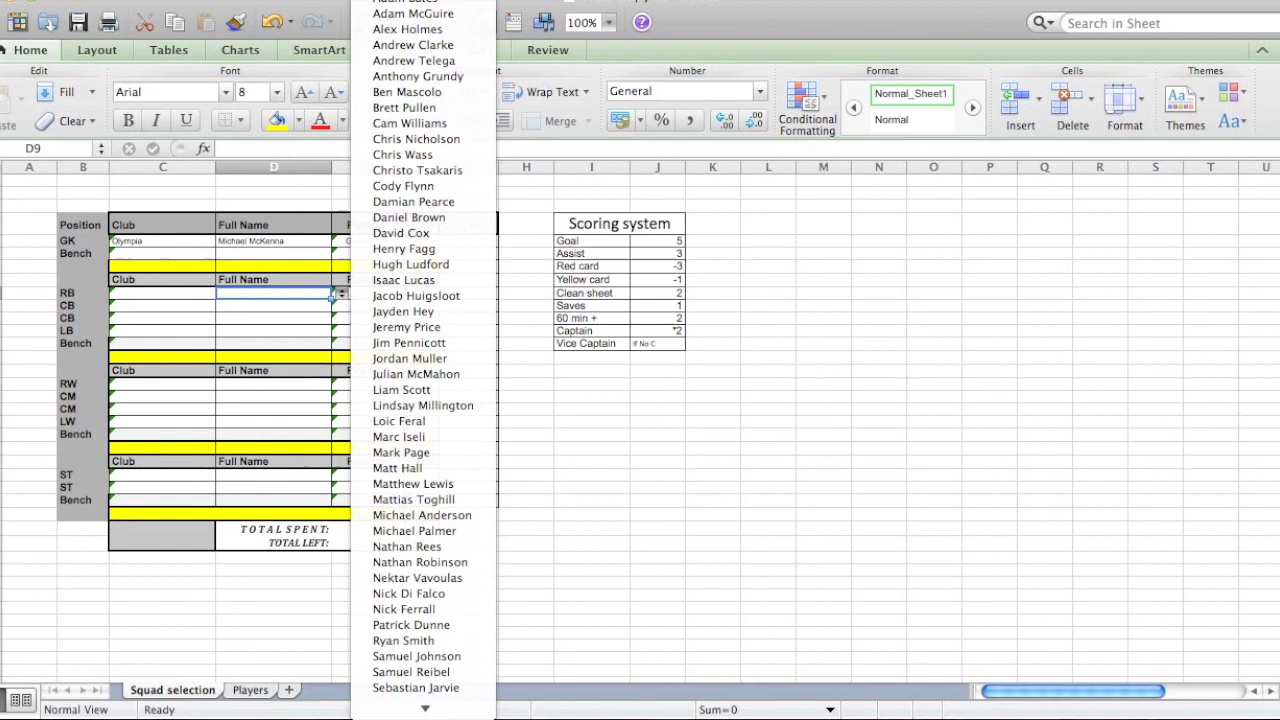 100%
Search in Sheet
Home Layout Tables Charts SmartArt Review
Edit Font Number Format Cells Themes
Fill Arial 8 Wrap Text General Normal_Sheet1
Clear B I U A Merge % Conditional Formatting Normal Insert Delete Format Themes Aa
D9 fx
A B C D H I J K L M N O P Q R S T U
Position Club Full Name
GK Olympia Michael McKenna
Bench
Club Full Name
RB
CB
CB
LB
Bench
Club Full Name
RW
CM
CM
LW
Bench
Club Full Name
ST
ST
Bench
TOTAL SPENT:
TOTAL LEFT:
Adam McGuire
Alex Holmes
Andrew Clarke
Andrew Telega
Anthony Grundy
Ben Mascolo
Brett Pullen
Cam Williams
Chris Nicholson
Chris Wass
Christo Tsakaris
Cody Flynn
Damian Pearce
Daniel Brown
David Cox
Henry Fagg
Hugh Ludford
Isaac Lucas
Jacob Huigsloot
Jayden Hey
Jeremy Price
Jim Pennicott
Jordan Muller
Julian McMahon
Liam Scott
Lindsay Millington
Loic Feral
Marc Iseli
Mark Page
Matt Hall
Matthew Lewis
Mattias Toghill
Michael Anderson
Michael Palmer
Nathan Rees
Nathan Robinson
Nektar Vavoulas
Nick Di Falco
Nick Ferrall
Patrick Dunne
Ryan Smith
Samuel Johnson
Samuel Reibel
Sebastian Jarvie
Scoring system
Goal 5
Assist 3
Red card -3
Yellow card -1
Clean sheet 2
Saves 1
60 min + 2
Captain *2
Vice Captain If No C
Squad selection Players
Normal View Ready Sum=0